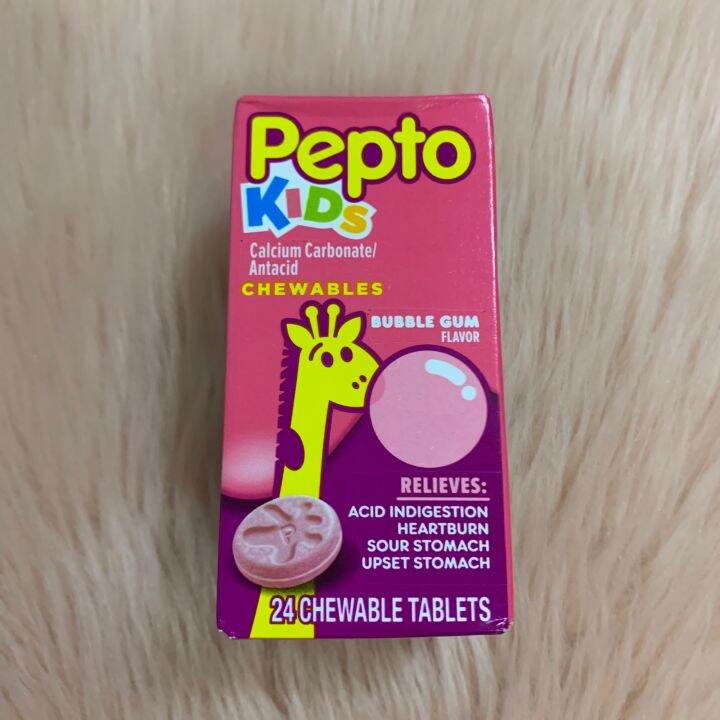 Pepto
KIDS
Calcium Carbonate/
Antacid
CHEWABLES
BUBBLE GUM
FLAVOR
RELIEVES:
ACID INDIGESTION
HEARTBURN
SOUR STOMACH
UPSET STOMACH
P
24 CHEWABLE TABLETS